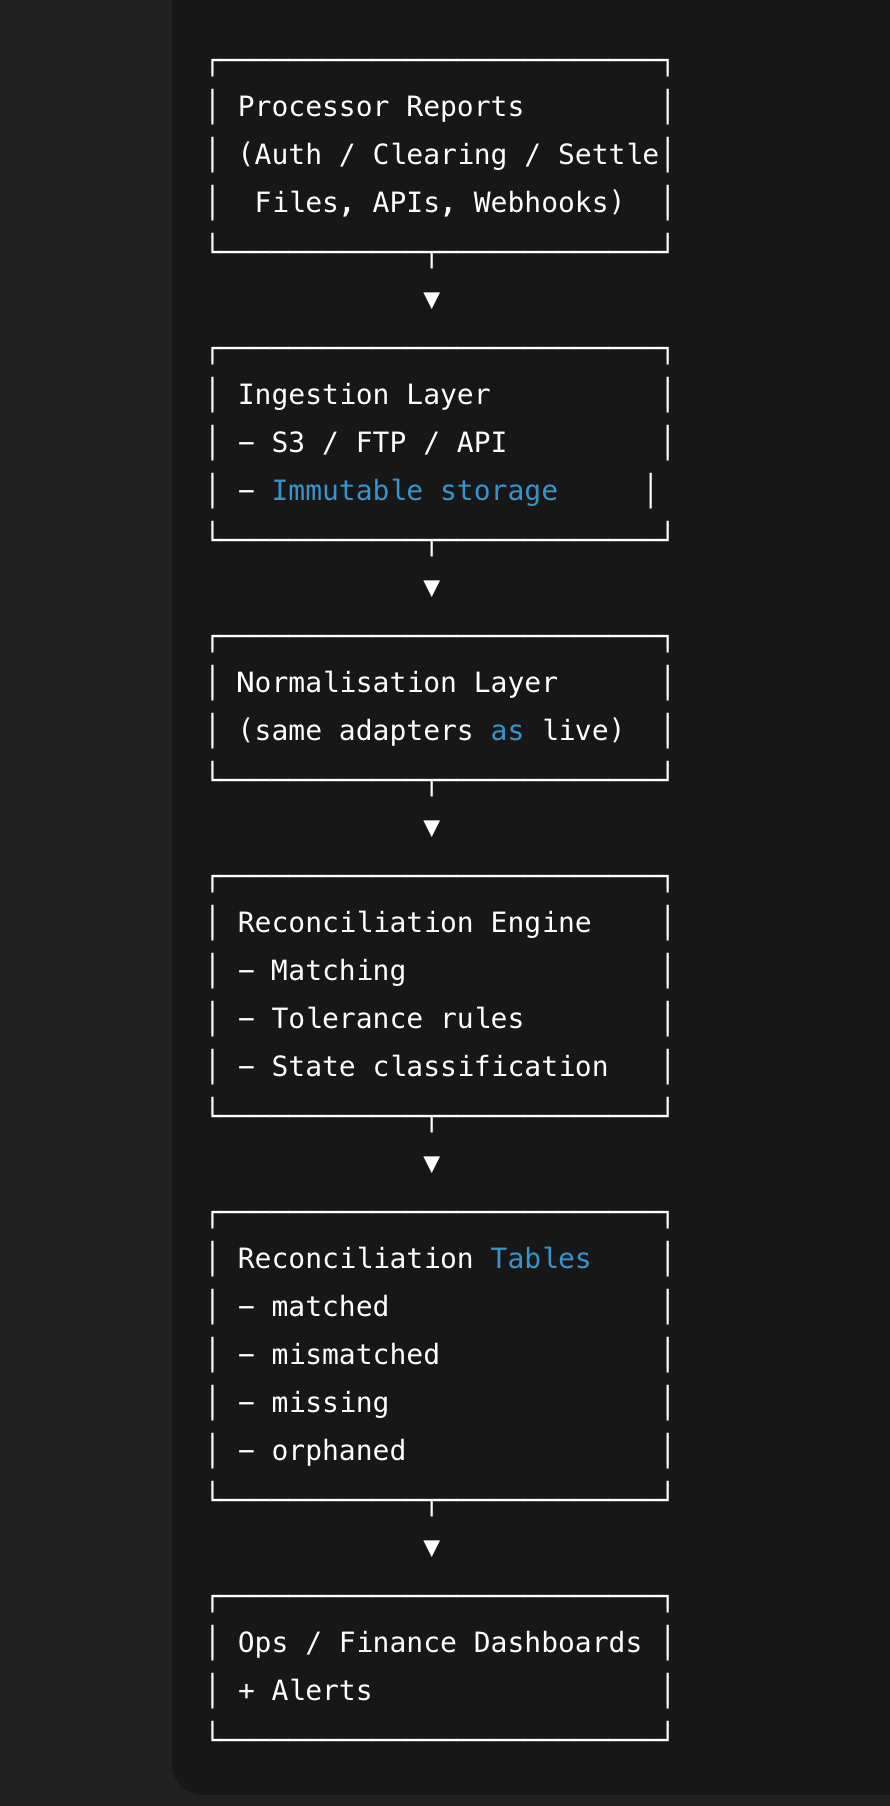 Processor Reports
(Auth / Clearing / Settle
Files, APIs, Webhooks)
▼
Ingestion Layer
− S3 / FTP / API
− Immutable storage
▼
Normalisation Layer
(same adapters as live)
▼
Reconciliation Engine
− Matching
− Tolerance rules
− State classification
▼
Reconciliation Tables
− matched
− mismatched
− missing
− orphaned
▼
Ops / Finance Dashboards
+ Alerts